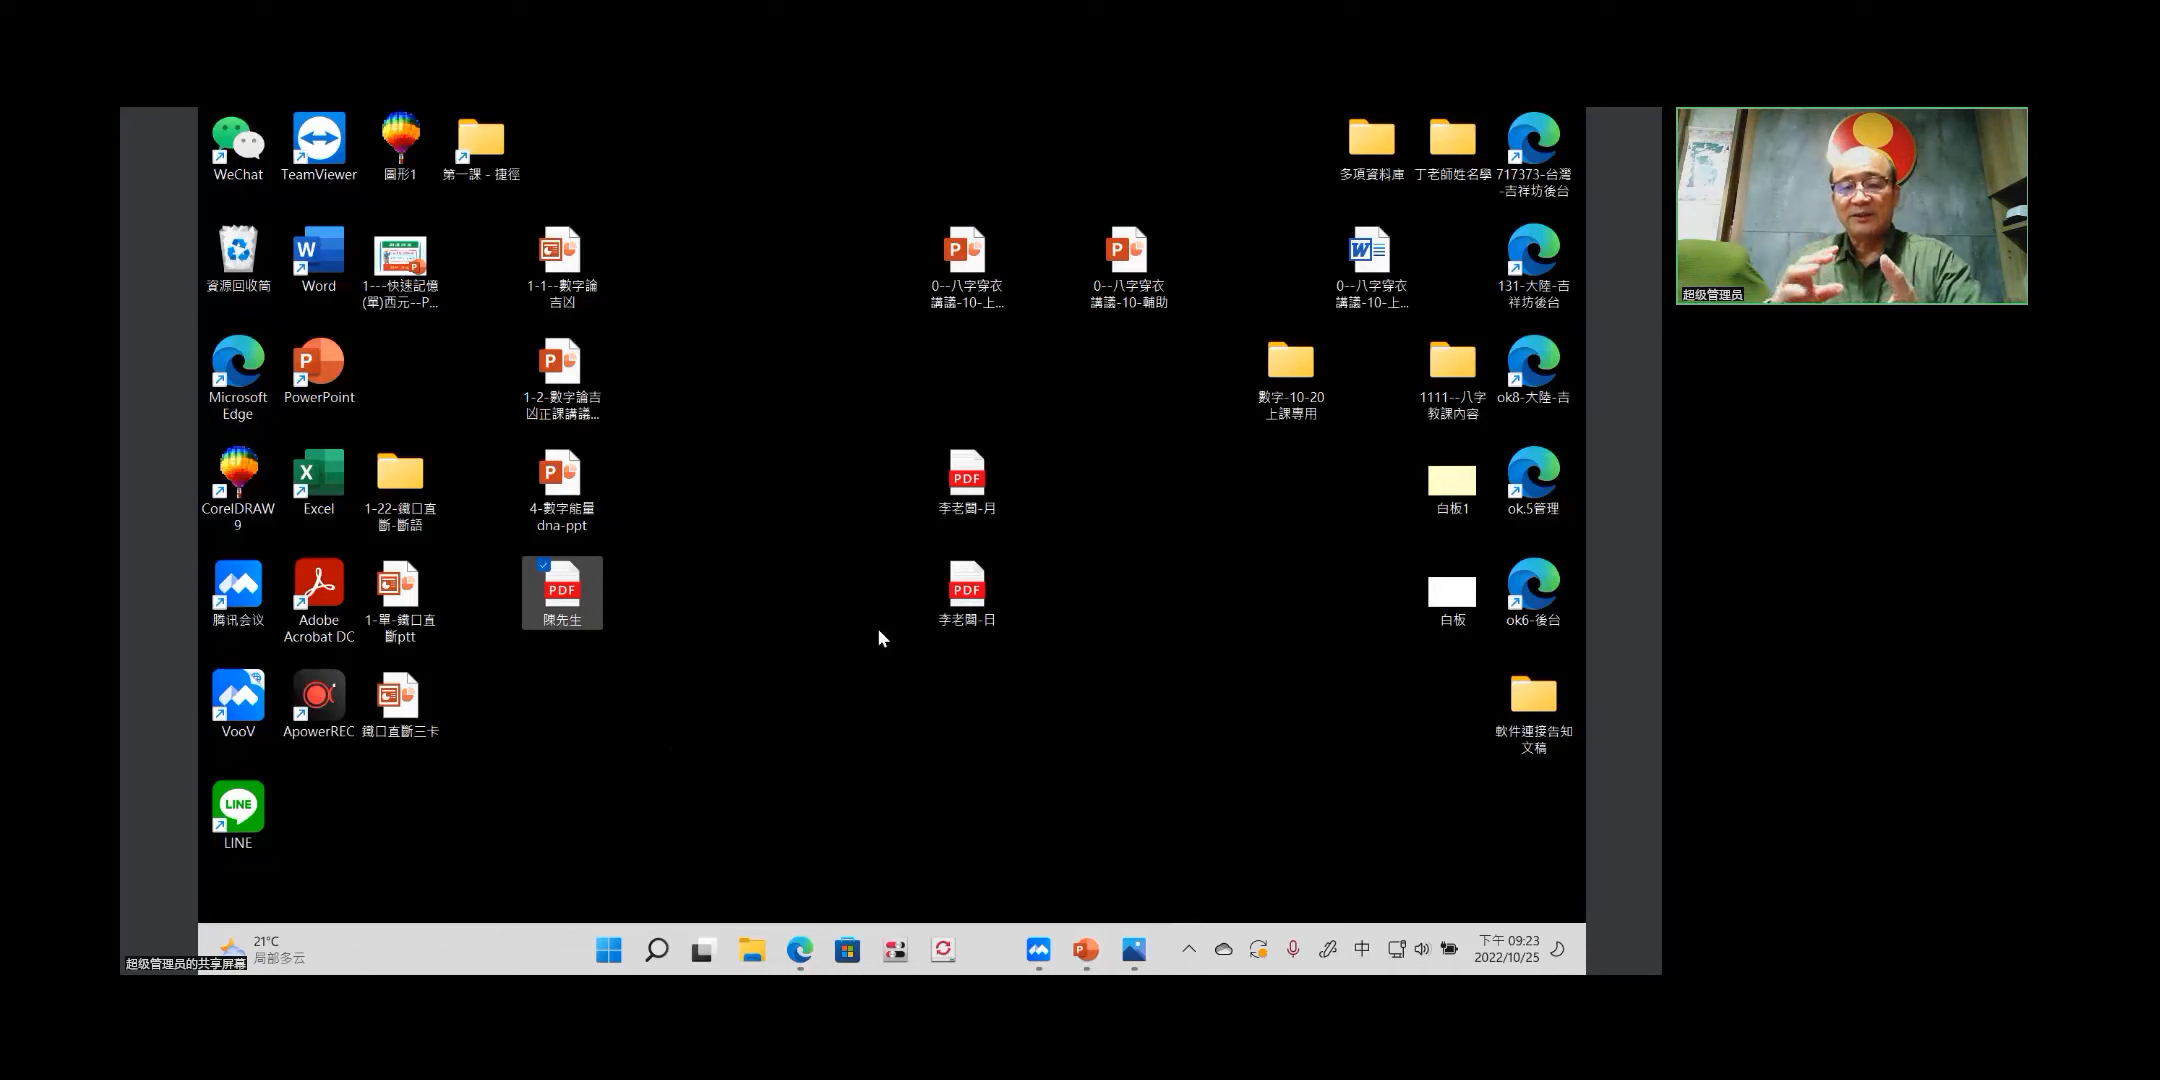 WeChat
TeamViewer
圖形1
第一課 - 捷徑
多項資料庫
丁老師姓名學
717373-台灣
-吉祥坊後台
資源回收筒
Word
1---快速記憶
(單)西元--P...
1-1--數字論
吉凶
0--八字穿衣
講議-10-上...
0--八字穿衣
講議-10-輔助
0--八字穿衣
講議-10-上...
131-大陸-吉
祥坊後台
Microsoft
Edge
PowerPoint
1-2-數字論吉
凶正課講議...
數字-10-20
上課專用
1111--八字
教課內容
ok8-大陸-吉
CorelDRAW
9
Excel
1-22-鐵口直
斷-斷語
4-數字能量
dna-ppt
PDF
李老闆-月
白板1
ok.5管理
腾讯会议
Adobe
Acrobat DC
1-單-鐵口直
斷ptt
PDF
陳先生
PDF
李老闆-日
白板
ok6-後台
VooV
ApowerREC
鐵口直斷三卡
軟件連接告知
文稿
LINE
LINE
21°C
局部多云
超级管理员的共享屏幕
中
下午 09:23
2022/10/25
超级管理员